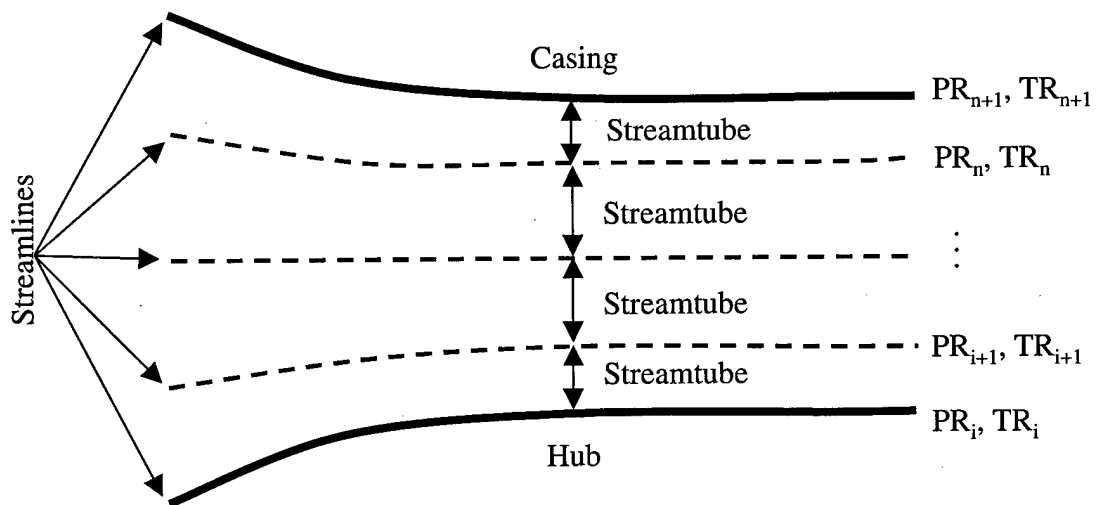 Casing
PRn+1, TRn+1
Streamtube
PRn, TRn
Streamtube
⋮
Streamlines
Streamtube
PRi+1, TRi+1
Streamtube
PRi, TRi
Hub